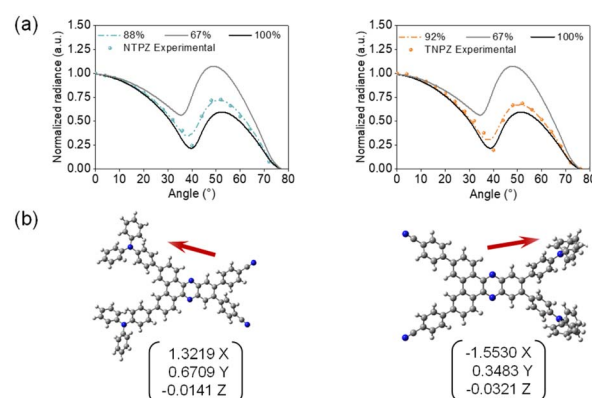 (a)
1.50
1.25
1.00
0.75
0.50
0.25
0.00
Normalized radiance (a.u.)
88% 67% 100%
NTPZ Experimental
0 10 20 30 40 50 60 70 80
Angle (°)
1.50
1.25
1.00
0.75
0.50
0.25
0.00
Normalized radiance (a.u.)
92% 67% 100%
TNPZ Experimental
0 10 20 30 40 50 60 70 80
Angle (°)
(b)
1.3219 X
0.6709 Y
-0.0141 Z
-1.5530 X
0.3483 Y
-0.0321 Z